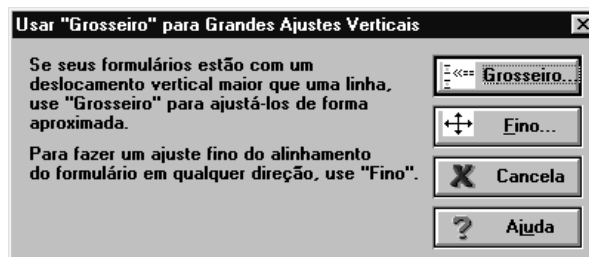 Usar "Grosseiro" para Grandes Ajustes Verticais
Se seus formulários estão com um
deslocamento vertical maior que uma linha,
use "Grosseiro" para ajustá-los de forma
aproximada.
Para fazer um ajuste fino do alinhamento
do formulário em qualquer direção, use "Fino".
Grosseiro...
Fino...
Cancela
Ajuda